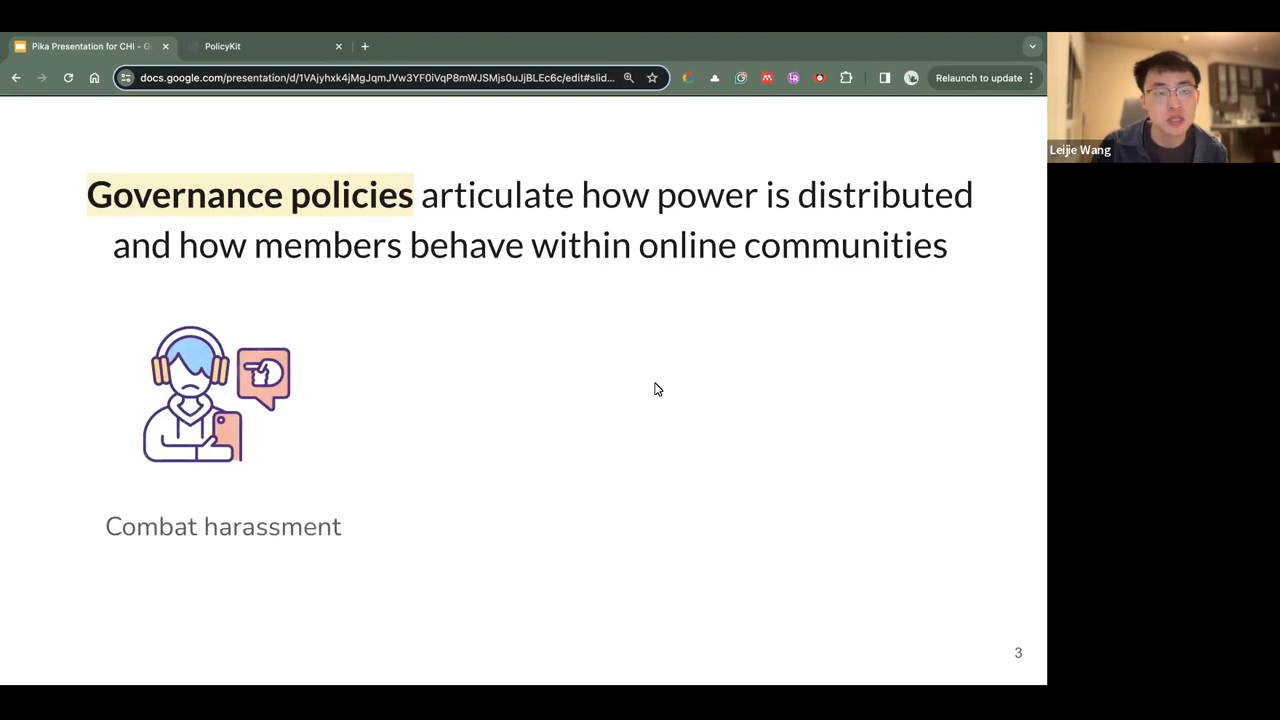 Pika Presentation for CHI - G
PolicyKit
docs.google.com/presentation/d/1VAjyhxk4jMgJqmJVw3YF0iVqP8mWJSMjs0uJjBLEc6c/edit#slid...
Relaunch to update
Leijie Wang
Governance policies articulate how power is distributed
and how members behave within online communities
Combat harassment
3